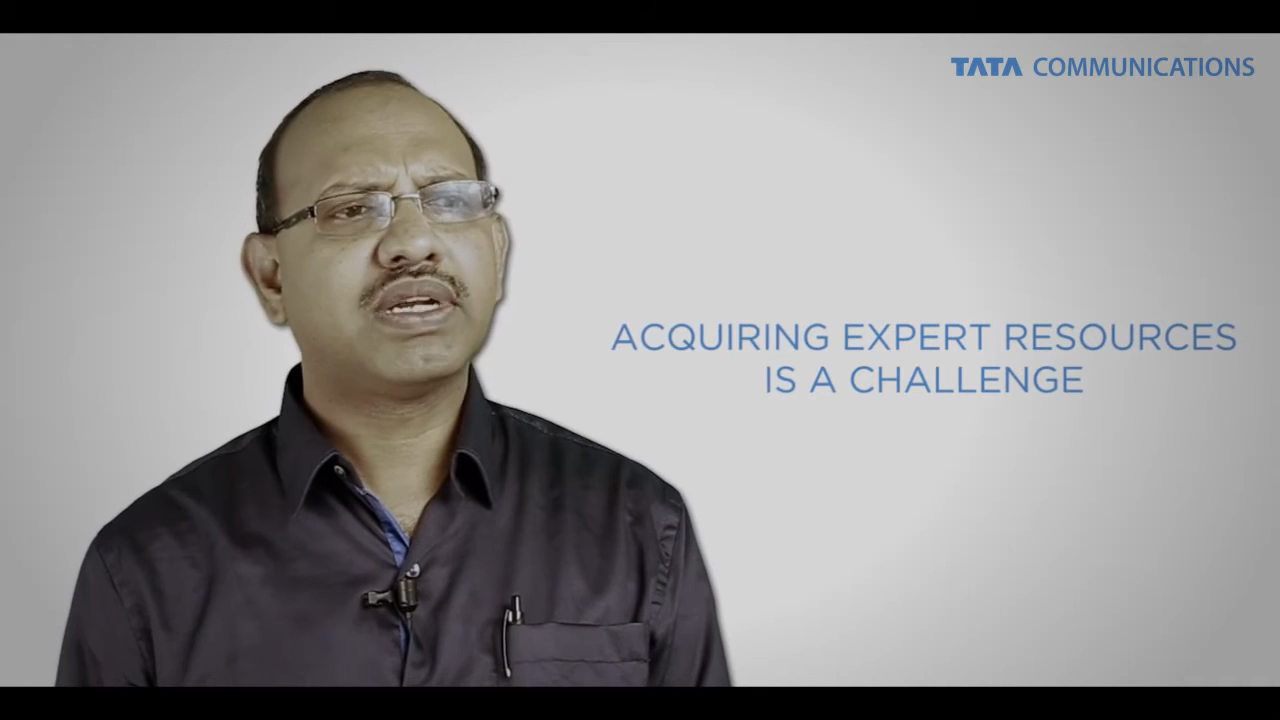 TATA COMMUNICATIONS
ACQUIRING EXPERT RESOURCES
IS A CHALLENGE